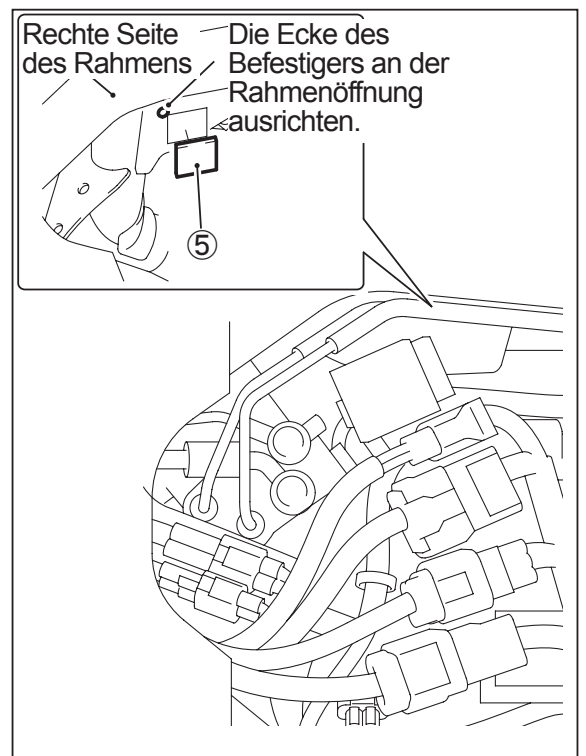 Rechte Seite
des Rahmens
Die Ecke des
Befestigers an der
Rahmenöffnung
ausrichten.
⑤